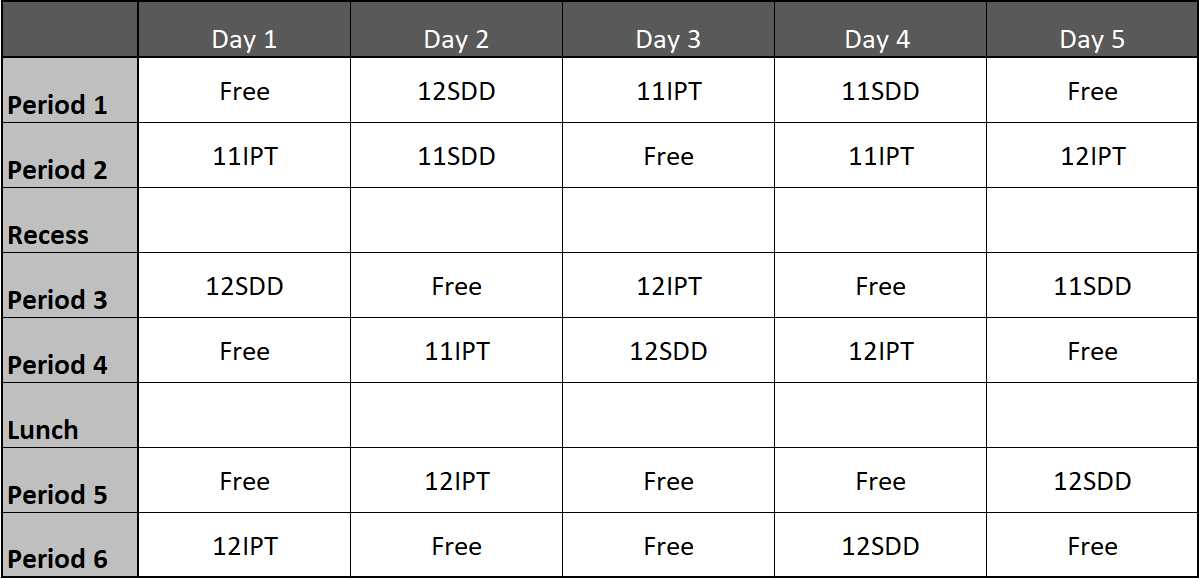 Day 1 Day 2 Day 3 Day 4 Day 5
Period 1 Free 12SDD 11IPT 11SDD Free
Period 2 11IPT 11SDD Free 11IPT 12IPT
Recess
Period 3 12SDD Free 12IPT Free 11SDD
Period 4 Free 11IPT 12SDD 12IPT Free
Lunch
Period 5 Free 12IPT Free Free 12SDD
Period 6 12IPT Free Free 12SDD Free